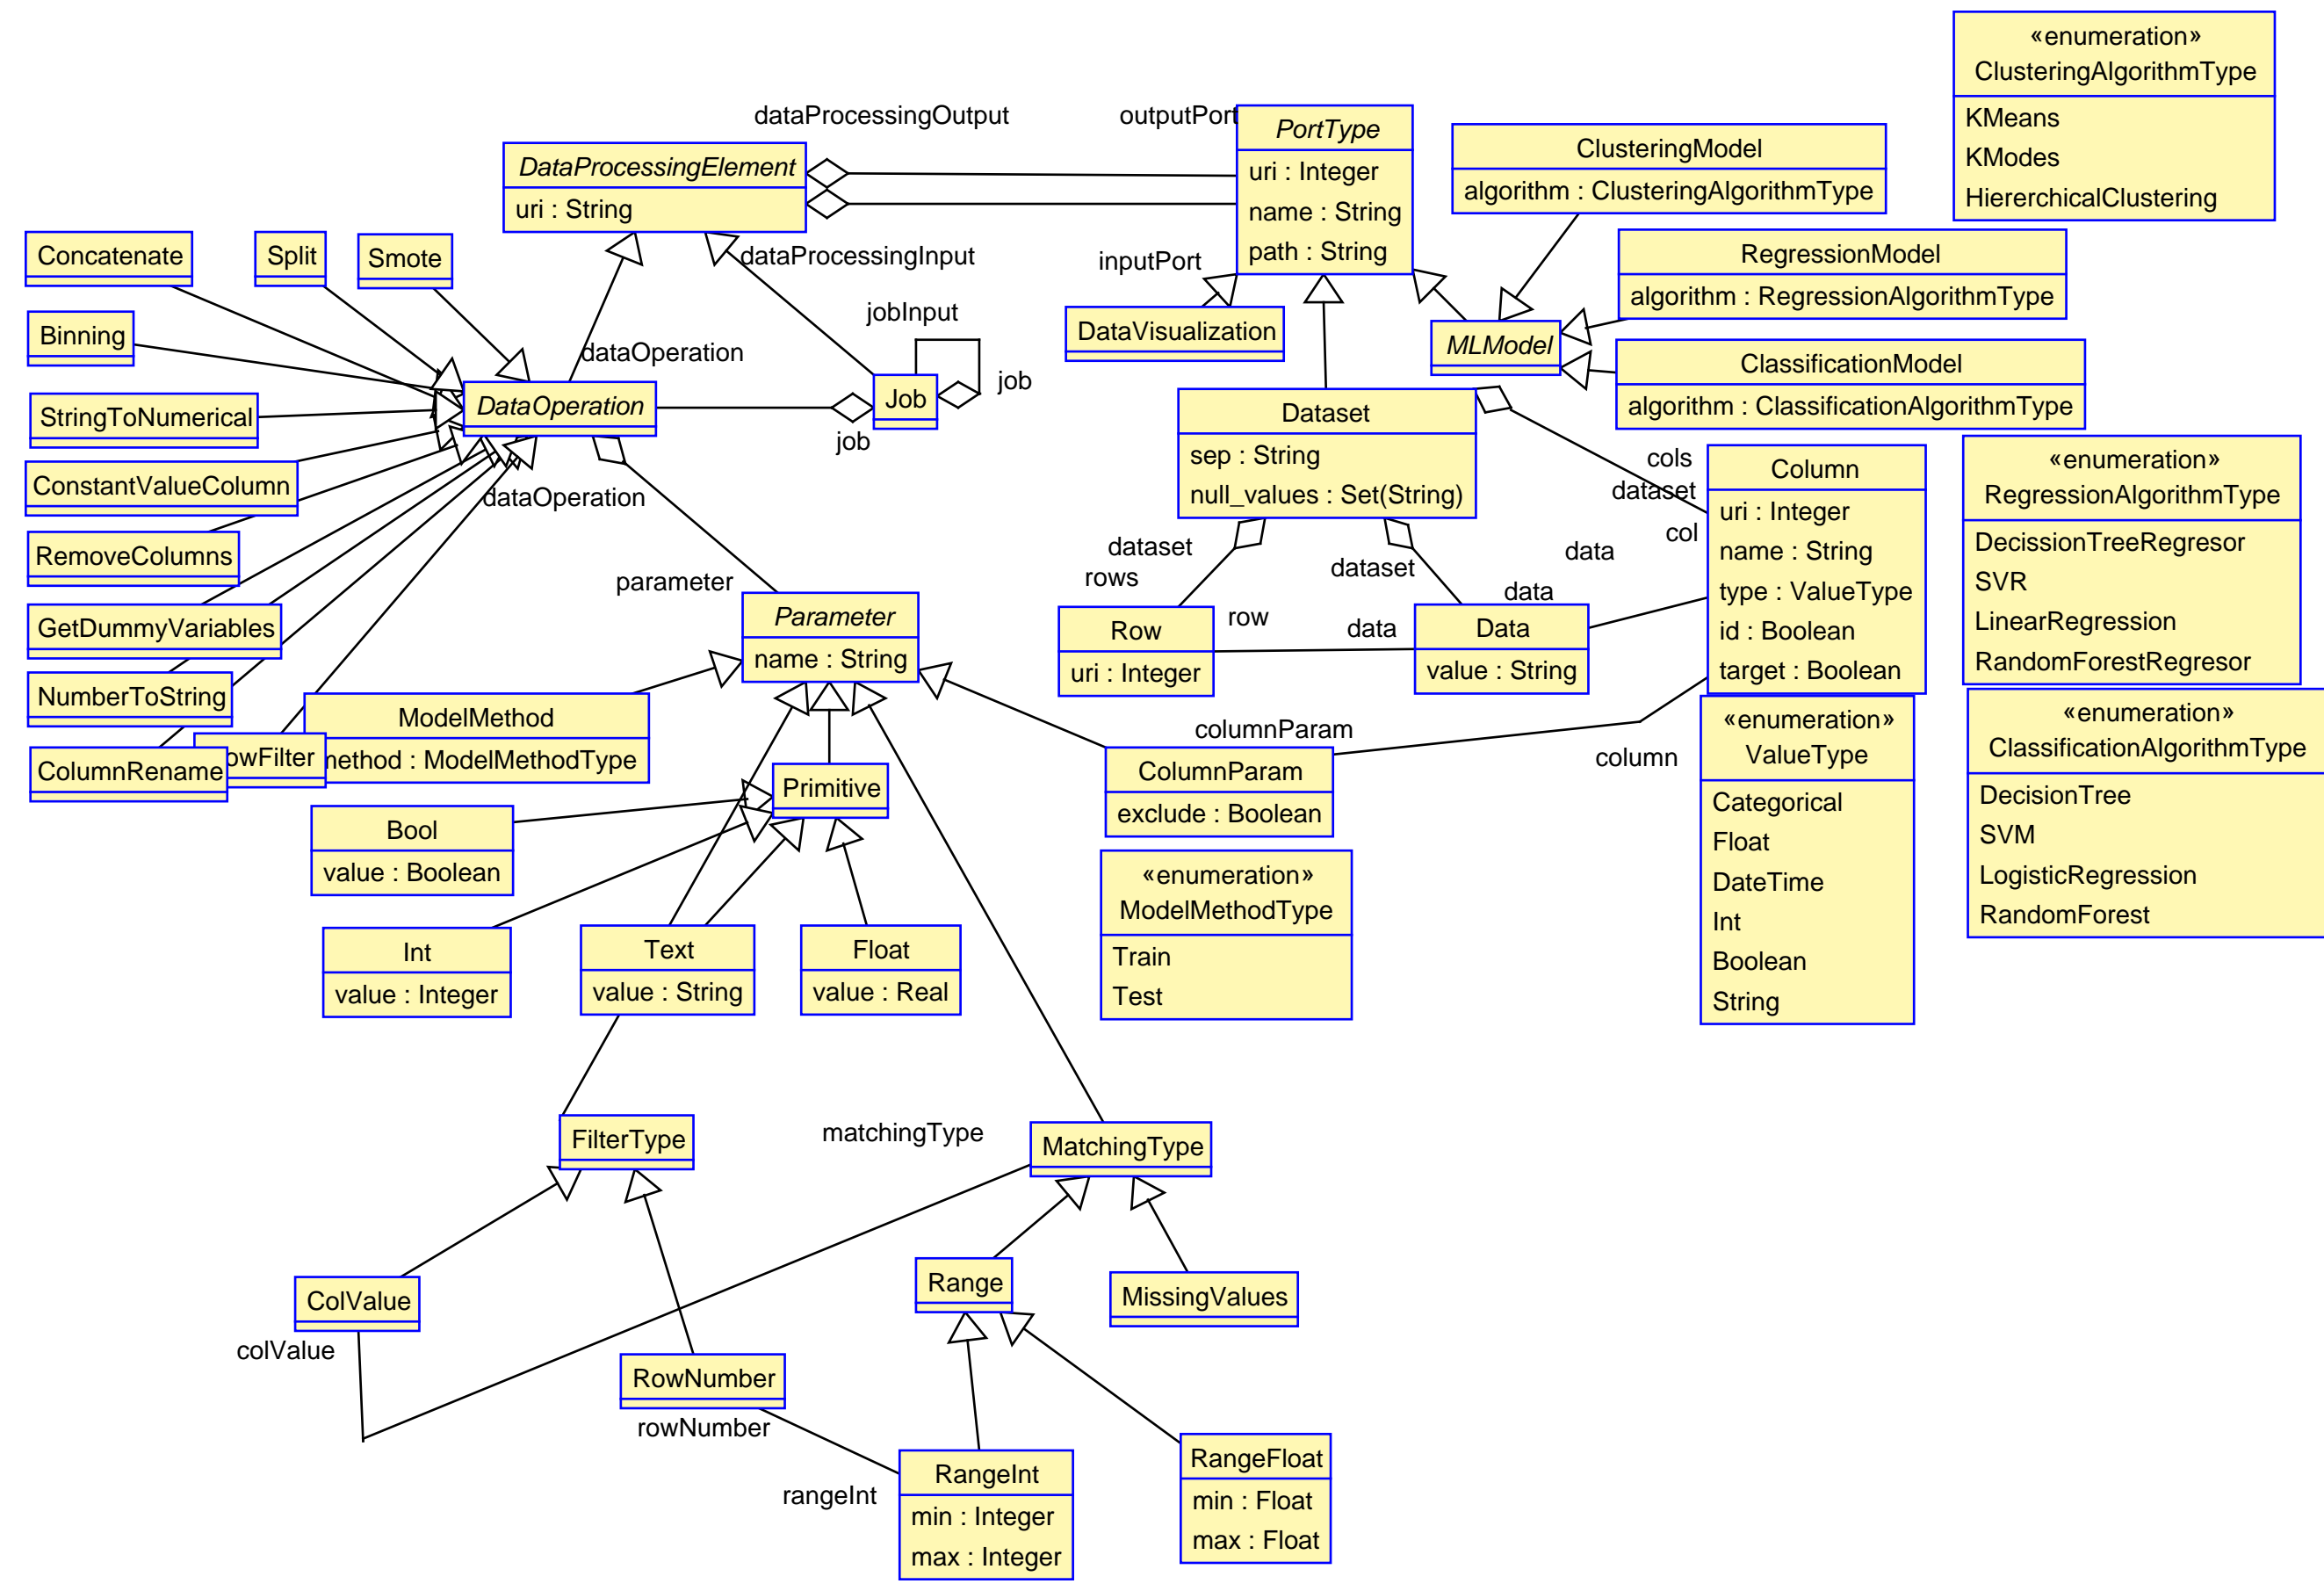 «enumeration»
ClusteringAlgorithmType
KMeans
KModes
HiererchicalClustering
dataProcessingOutput
outputPort
PortType
uri : Integer
name : String
path : String
DataProcessingElement
uri : String
ClusteringModel
algorithm : ClusteringAlgorithmType
Concatenate
Split
Smote
dataProcessingInput
inputPort
RegressionModel
algorithm : RegressionAlgorithmType
Binning
jobInput
DataVisualization
MLModel
ClassificationModel
algorithm : ClassificationAlgorithmType
dataOperation
job
StringToNumerical
DataOperation
Job
job
Dataset
sep : String
null_values : Set(String)
cols
dataset
col
Column
uri : Integer
name : String
type : ValueType
id : Boolean
target : Boolean
«enumeration»
RegressionAlgorithmType
DecissionTreeRegresor
SVR
LinearRegression
RandomForestRegresor
ConstantValueColumn
dataOperation
RemoveColumns
dataset
rows
dataset
data
data
parameter
GetDummyVariables
Parameter
name : String
Row
uri : Integer
row
data
Data
value : String
NumberToString
ModelMethod
method : ModelMethodType
columnParam
column
«enumeration»
ValueType
Categorical
Float
DateTime
Int
Boolean
String
«enumeration»
ClassificationAlgorithmType
DecisionTree
SVM
LogisticRegression
RandomForest
ColumnRename
owFilter
Primitive
ColumnParam
exclude : Boolean
Bool
value : Boolean
«enumeration»
ModelMethodType
Train
Test
Int
value : Integer
Text
value : String
Float
value : Real
FilterType
matchingType
MatchingType
ColValue
colValue
Range
MissingValues
RowNumber
rowNumber
rangeInt
RangeInt
min : Integer
max : Integer
RangeFloat
min : Float
max : Float